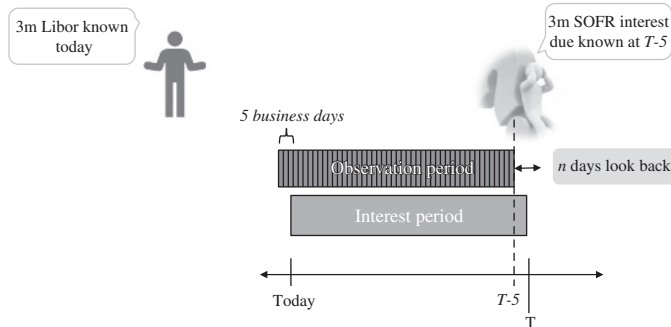 3m Libor known
today
3m SOFR interest
due known at T-5
5 business days
Observation period
n days look back
Interest period
Today
T-5
T